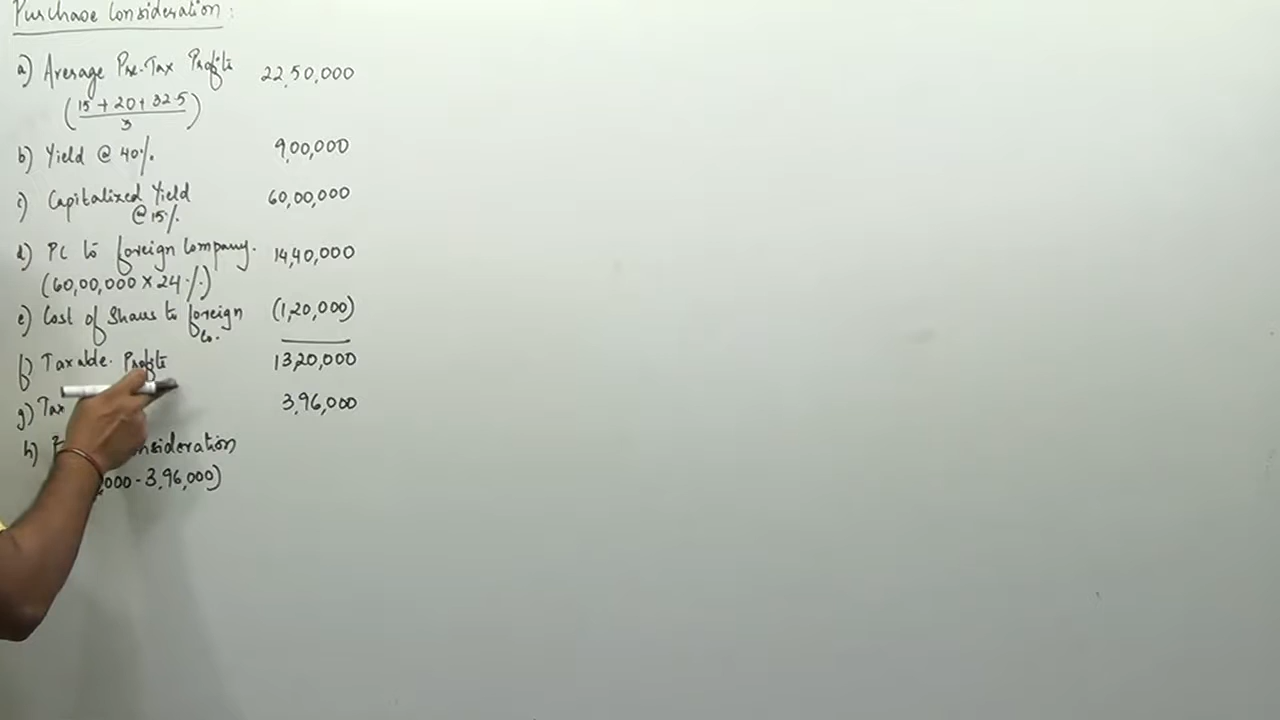 Purchase Consideration:
a) Average Pre-Tax Profits 22,50,000
(15 + 20 + 32.5
3)
b) Yield @ 40% 9,00,000
c) Capitalized Yield 60,00,000
@ 15%
d) PC to foreign Company. 14,40,000
(60,00,000 x 24%)
e) Cost of Shares to foreign (1,20,000)
Co.
f) Taxable Profits 13,20,000
g) Tax 3,96,000
h)
000 - 3,96,000)